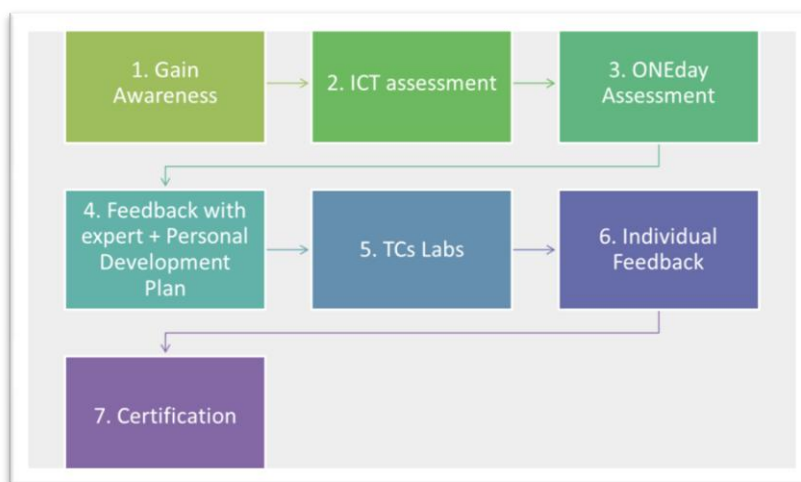 1. Gain
Awareness
2. ICT assessment
3. ONEday
Assessment
4. Feedback with
expert + Personal
Development
Plan
5. TCs Labs
6. Individual
Feedback
7. Certification